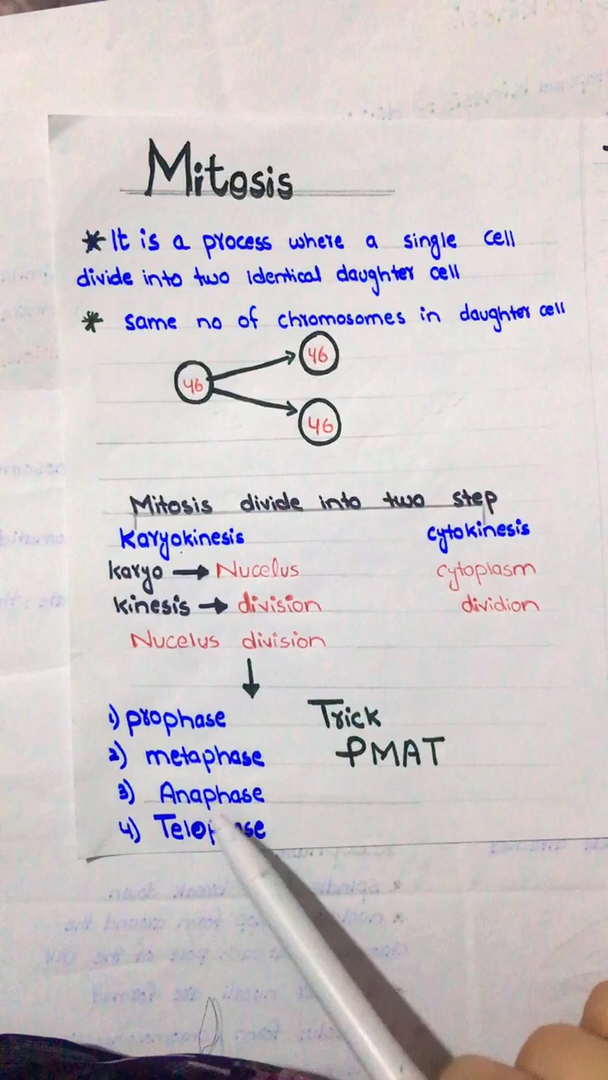 Mitosis
* It is a process where a single cell
divide into two identical daughter cell
* same no of chromosomes in daughter cell
46
46
46
Mitosis divide into two step
Karyokinesis cytokinesis
karyo → Nucelus cytoplasm
kinesis → division dividion
Nucelus division
↓
1) prophase Trick
2) metaphase PMAT
3) Anaphase
4)